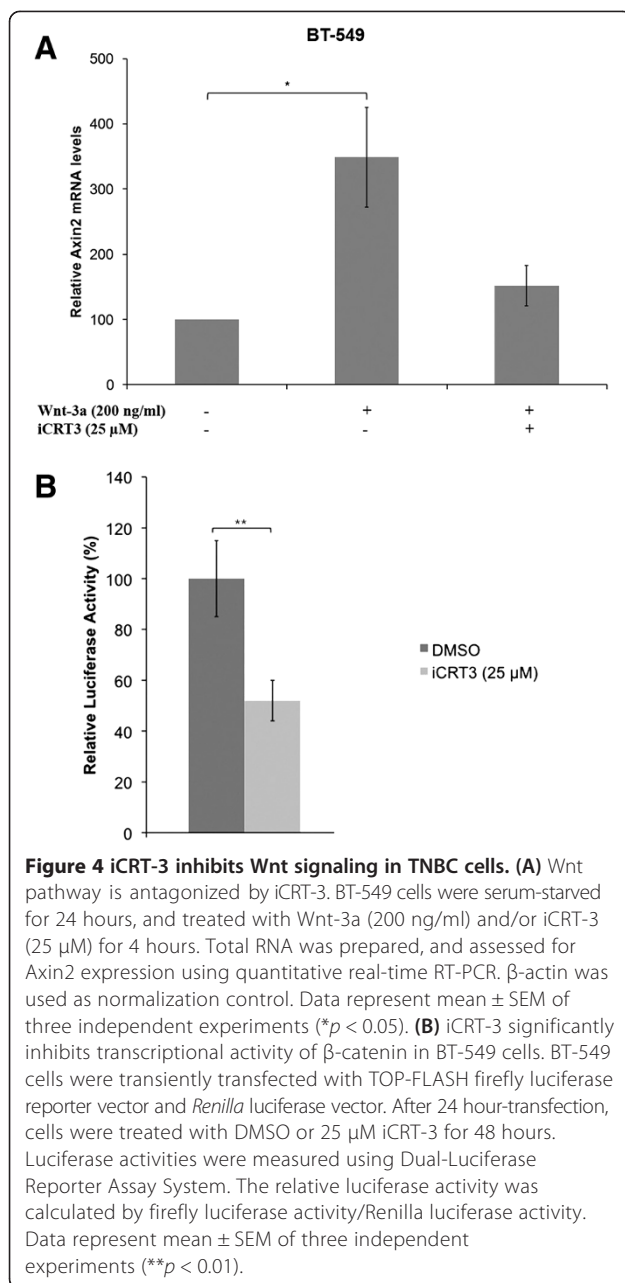 A
BT-549
500
*
400
300
200
100
0
Relative Axin2 mRNA levels
Wnt-3a (200 ng/ml) - + +
iCRT3 (25 µM) - - +
B
140
120
**
100
80
60
40
20
0
Relative Luciferase Activity (%)
DMSO
iCRT3 (25 µM)
Figure 4 iCRT-3 inhibits Wnt signaling in TNBC cells. (A) Wnt
pathway is antagonized by iCRT-3. BT-549 cells were serum-starved
for 24 hours, and treated with Wnt-3a (200 ng/ml) and/or iCRT-3
(25 µM) for 4 hours. Total RNA was prepared, and assessed for
Axin2 expression using quantitative real-time RT-PCR. β-actin was
used as normalization control. Data represent mean ± SEM of
three independent experiments (*p < 0.05). (B) iCRT-3 significantly
inhibits transcriptional activity of β-catenin in BT-549 cells. BT-549
cells were transiently transfected with TOP-FLASH firefly luciferase
reporter vector and Renilla luciferase vector. After 24 hour-transfection,
cells were treated with DMSO or 25 µM iCRT-3 for 48 hours.
Luciferase activities were measured using Dual-Luciferase
Reporter Assay System. The relative luciferase activity was
calculated by firefly luciferase activity/Renilla luciferase activity.
Data represent mean ± SEM of three independent
experiments (**p < 0.01).